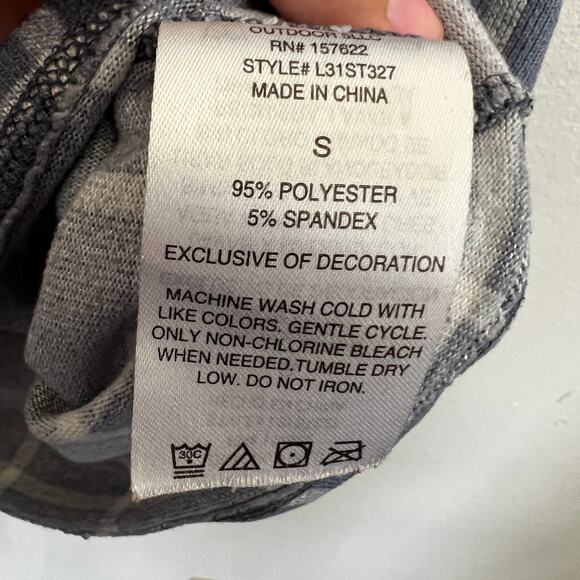 OUTDOOR
RN# 157622
STYLE# L31ST327
MADE IN CHINA
S
95% POLYESTER
5% SPANDEX
EXCLUSIVE OF DECORATION
MACHINE WASH COLD WITH
LIKE COLORS. GENTLE CYCLE.
ONLY NON-CHLORINE BLEACH
WHEN NEEDED.TUMBLE DRY
LOW. DO NOT IRON.
30C